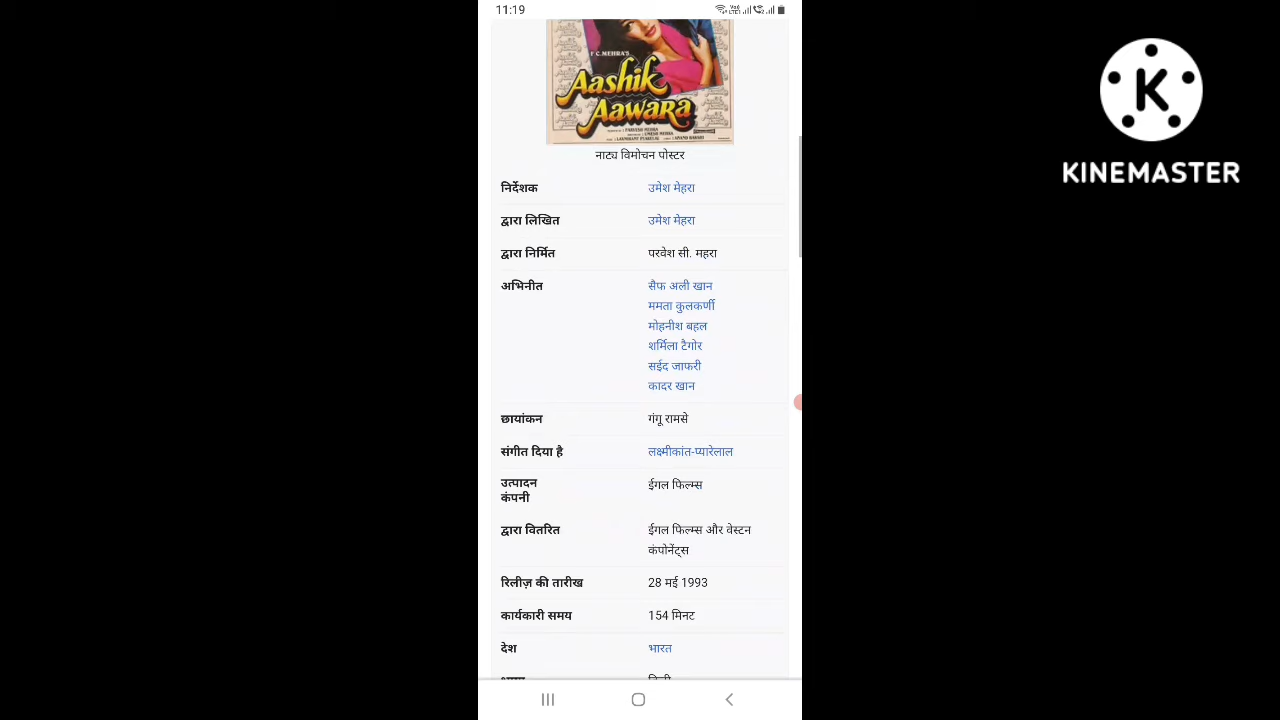 11:19
F C. MEHRA'S
Aashik
Aawara
नाट्य विमोचन पोस्टर
निर्देशक उमेश मेहरा
द्वारा लिखित उमेश मेहरा
द्वारा निर्मित परवेश सी. महरा
अभिनीत सैफ अली खान
ममता कुलकर्णी
मोहनीश बहल
शर्मिला टैगोर
सईद जाफरी
कादर खान
छायांकन गंगू रामसे
संगीत दिया है लक्ष्मीकांत-प्यारेलाल
उत्पादन
कंपनी ईगल फिल्म्स
द्वारा वितरित ईगल फिल्म्स और वेस्टन
कंपोनेंट्स
रिलीज़ की तारीख 28 मई 1993
कार्यकारी समय 154 मिनट
देश भारत
K
KINEMASTER